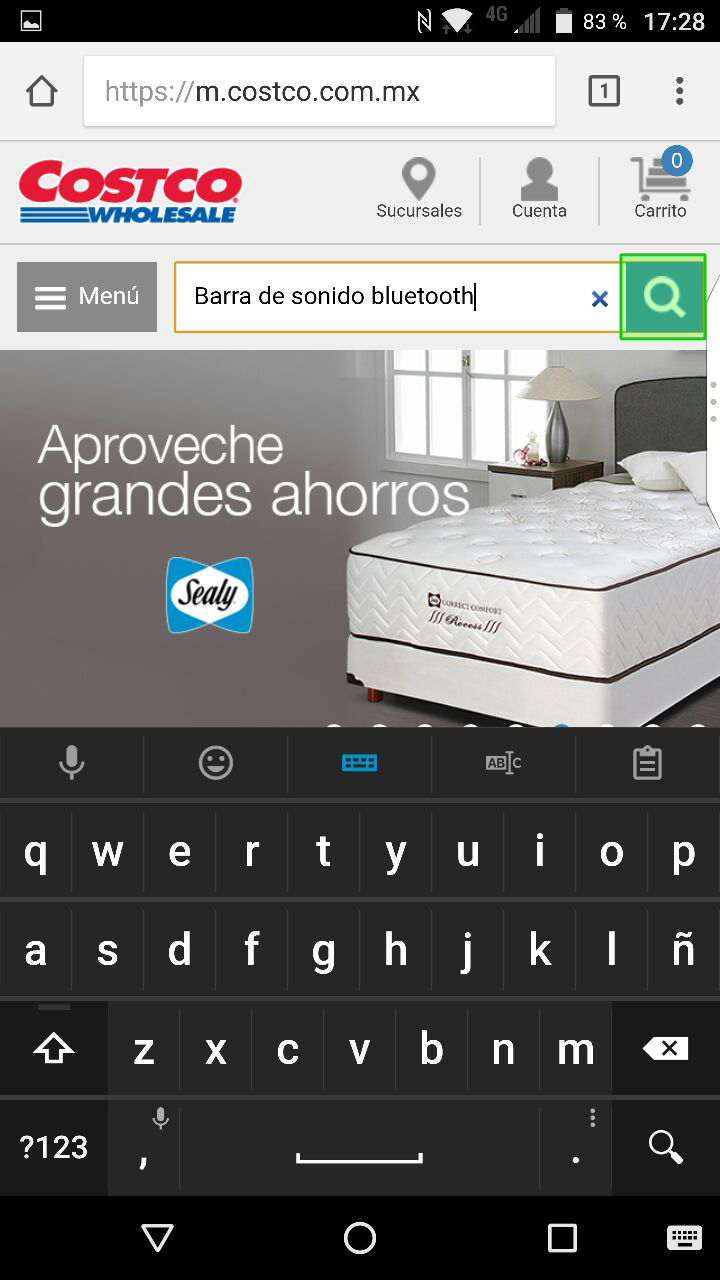 4G 83 % 17:28
https://m.costco.com.mx 1
COSTCO WHOLESALE
Sucursales Cuenta 0 Carrito
Menú Barra de sonido bluetooth ×
Aproveche
grandes ahorros
Sealy
CORRECT COMFORT
Recess
ABC
q w e r t y u i o p
a s d f g h j k l ñ
z x c v b n m
?123 , .